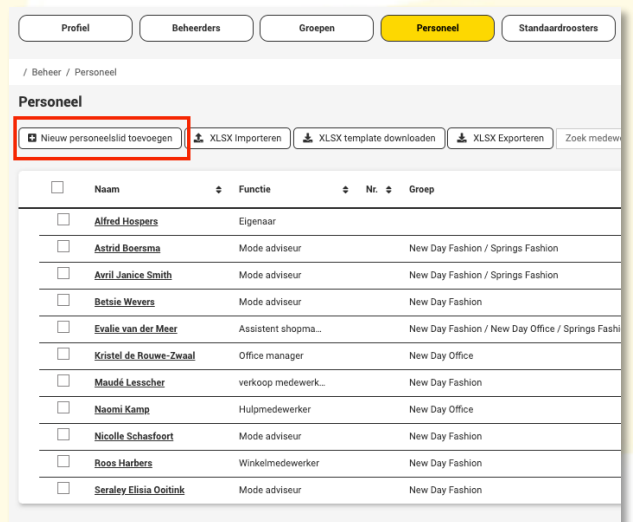 Profiel Beheerders Groepen Personeel Standaardroosters
/ Beheer / Personeel
Personeel
Nieuw personeelslid toevoegen XLSX Importeren XLSX template downloaden XLSX Exporteren Zoek medew
Naam Functie Nr. Groep
Alfred Hospers Eigenaar
Astrid Boersma Mode adviseur New Day Fashion / Springs Fashion
Avril Janice Smith Mode adviseur New Day Fashion / Springs Fashion
Betsie Wevers Mode adviseur New Day Fashion
Evalie van der Meer Assistent shopma... New Day Fashion / New Day Office / Springs Fashi
Kristel de Rouwe-Zwaal Office manager New Day Office
Maudé Lesscher verkoop medewerk... New Day Fashion
Naomi Kamp Hulpmedewerker New Day Office
Nicolle Schasfoort Mode adviseur New Day Fashion
Roos Harbers Winkelmedewerker New Day Fashion
Seraley Elisia Ooitink Mode adviseur New Day Fashion